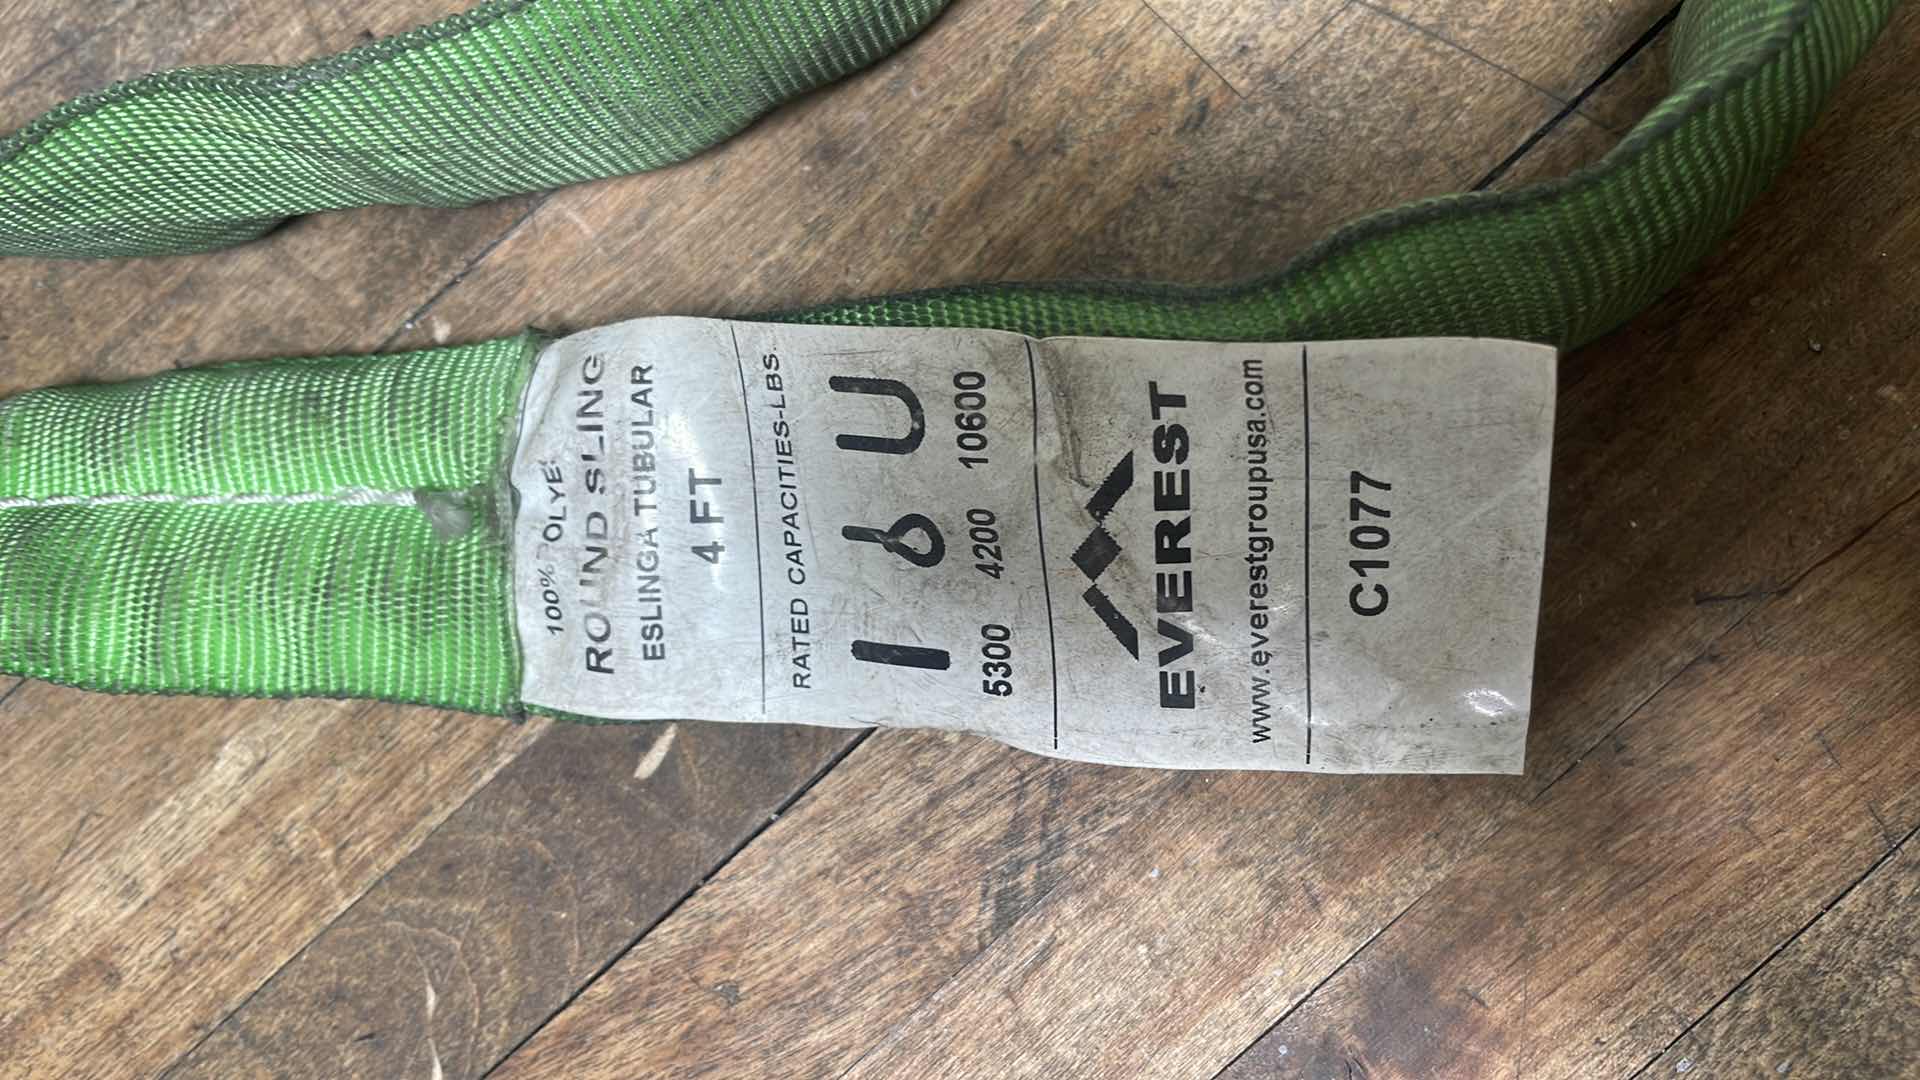 100% POLYE
ROUND SLING
ESLINGA TUBULAR
4 FT
RATED CAPACITIES-LBS.
5300 4200 10600
EVEREST
www.everestgroupusa.com
C1077